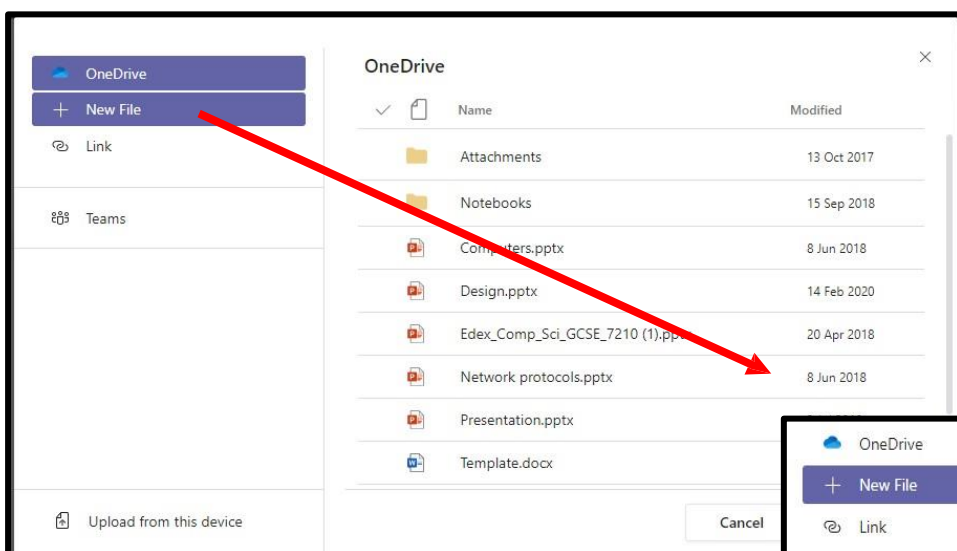 OneDrive
New File
Link
Teams
Upload from this device
OneDrive
Name Modified
Attachments 13 Oct 2017
Notebooks 15 Sep 2018
Computers.pptx 8 Jun 2018
Design.pptx 14 Feb 2020
Edex_Comp_Sci_GCSE_7210 (1).pptx 20 Apr 2018
Network protocols.pptx 8 Jun 2018
Presentation.pptx
Template.docx
Cancel
OneDrive
New File
Link